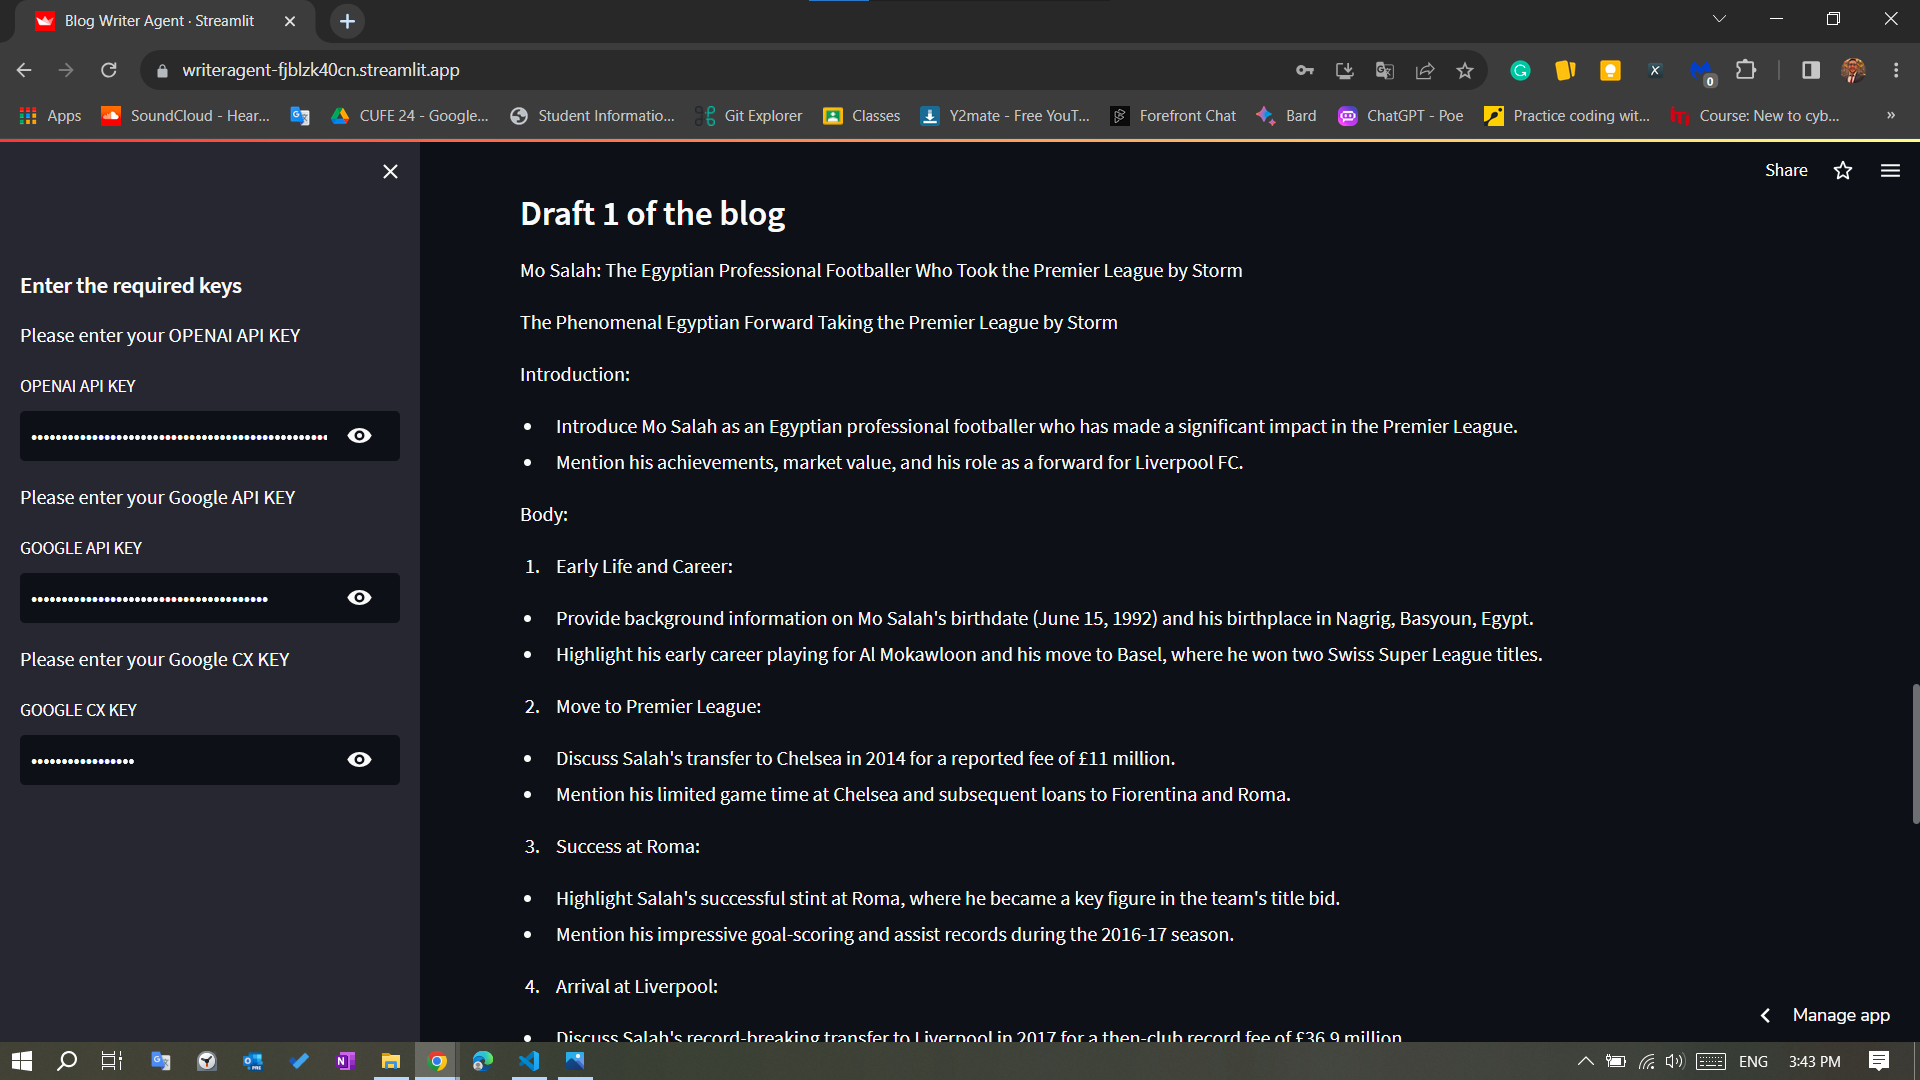 Blog Writer Agent · Streamlit
writeragent-fjblzk40cn.streamlit.app
0
Apps
SoundCloud - Hear...
CUFE 24 - Google...
Student Informatio...
Git Explorer
Classes
Y2mate - Free YouT...
Forefront Chat
Bard
ChatGPT - Poe
Practice coding wit...
Course: New to cyb...
»
Share
Enter the required keys
Please enter your OPENAI API KEY
OPENAI API KEY
Please enter your Google API KEY
GOOGLE API KEY
Please enter your Google CX KEY
GOOGLE CX KEY
Draft 1 of the blog
Mo Salah: The Egyptian Professional Footballer Who Took the Premier League by Storm
The Phenomenal Egyptian Forward Taking the Premier League by Storm
Introduction:
• Introduce Mo Salah as an Egyptian professional footballer who has made a significant impact in the Premier League.
• Mention his achievements, market value, and his role as a forward for Liverpool FC.
Body:
1. Early Life and Career:
• Provide background information on Mo Salah's birthdate (June 15, 1992) and his birthplace in Nagrig, Basyoun, Egypt.
• Highlight his early career playing for Al Mokawloon and his move to Basel, where he won two Swiss Super League titles.
2. Move to Premier League:
• Discuss Salah's transfer to Chelsea in 2014 for a reported fee of £11 million.
• Mention his limited game time at Chelsea and subsequent loans to Fiorentina and Roma.
3. Success at Roma:
• Highlight Salah's successful stint at Roma, where he became a key figure in the team's title bid.
• Mention his impressive goal-scoring and assist records during the 2016-17 season.
4. Arrival at Liverpool:
• Discuss Salah's record-breaking transfer to Liverpool in 2017 for a then-club record fee of £36.9 million
Manage app
ENG
3:43 PM